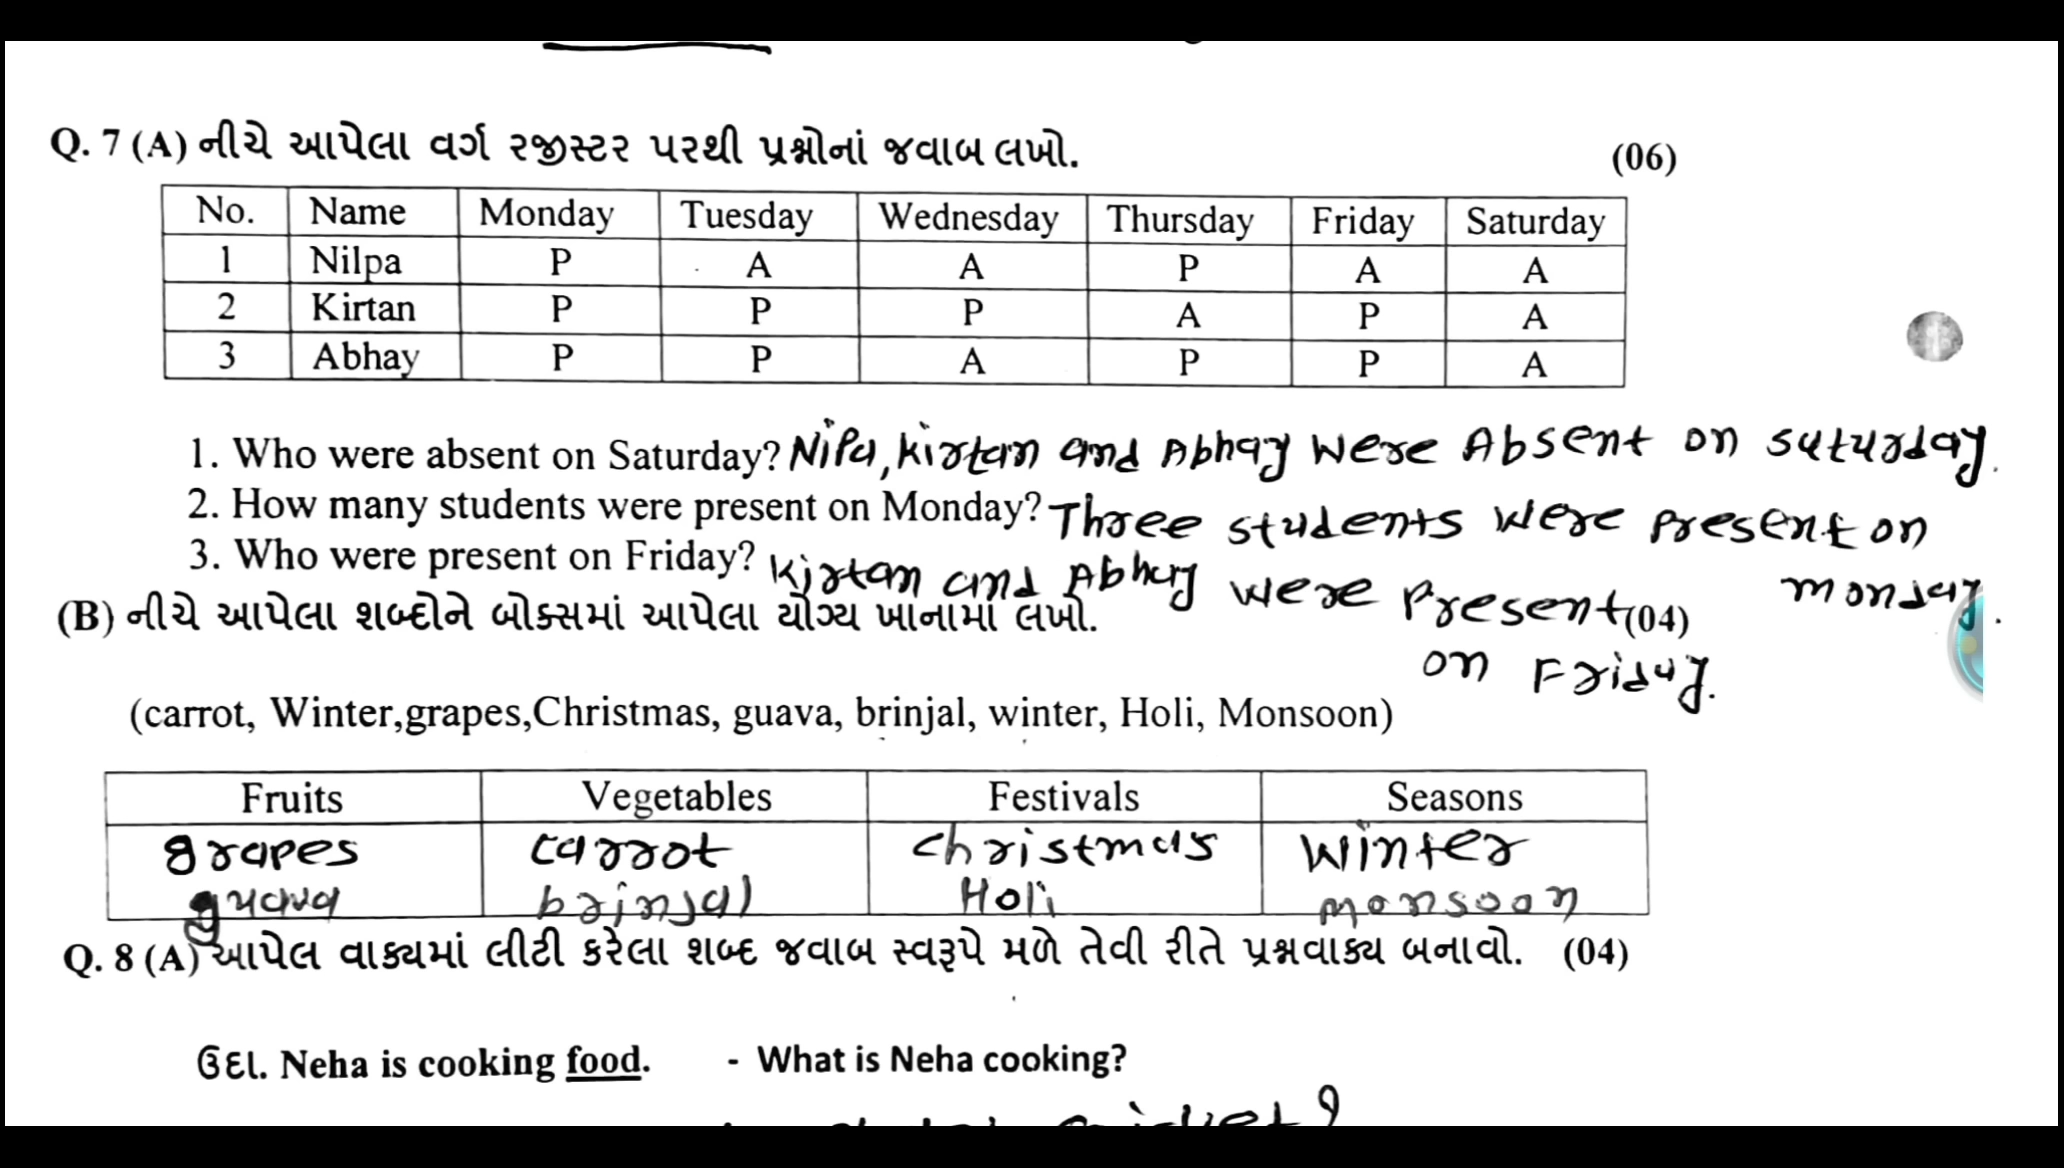 Q. 7 (A) નીચે આપેલા વર્ગ રજીસ્ટર પરથી પ્રશ્નોનાં જવાબ લખો. (06)
No. Name Monday Tuesday Wednesday Thursday Friday Saturday
1 Nilpa P A A P A A
2 Kirtan P P P A P A
3 Abhay P P A P P A
1. Who were absent on Saturday? Nilpa, Kirtan and Abhay Were Absent on Saturday.
2. How many students were present on Monday? Three students were present on
monday.
3. Who were present on Friday? Kirtan and Abhay were Present
on Friday.
(B) નીચે આપેલા શબ્દોને બોક્સમાં આપેલા યોગ્ય ખાનામાં લખો. (04)
(carrot, Winter,grapes,Christmas, guava, brinjal, winter, Holi, Monsoon)
Fruits Vegetables Festivals Seasons
grapes carrot christmas Winter
guava brinjal Holi monsoon
Q. 8 (A) આપેલ વાક્યમાં લીટી કરેલા શબ્દ જવાબ સ્વરૂપે મળે તેવી રીતે પ્રશ્નવાક્ય બનાવો. (04)
ઉદા. Neha is cooking food. - What is Neha cooking?